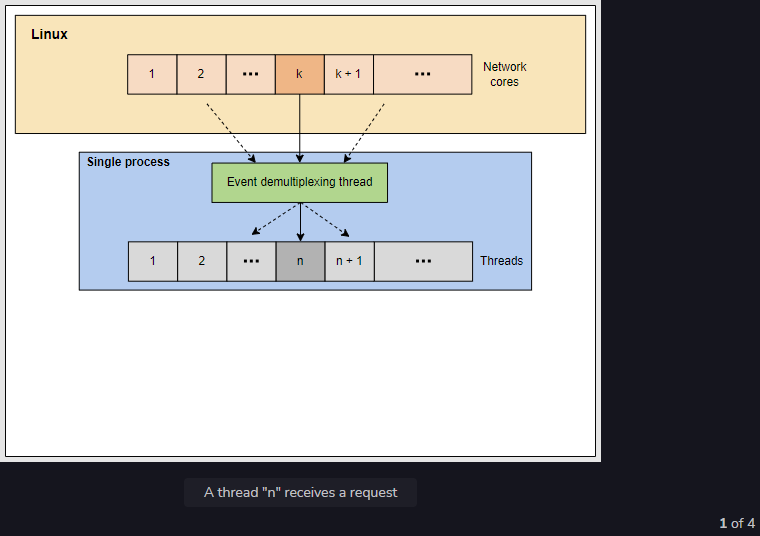 Linux
1 2 ... k k + 1 ...
Network
cores
Single process
Event demultiplexing thread
1 2 ... n n + 1 ...
Threads
A thread "n" receives a request
1 of 4